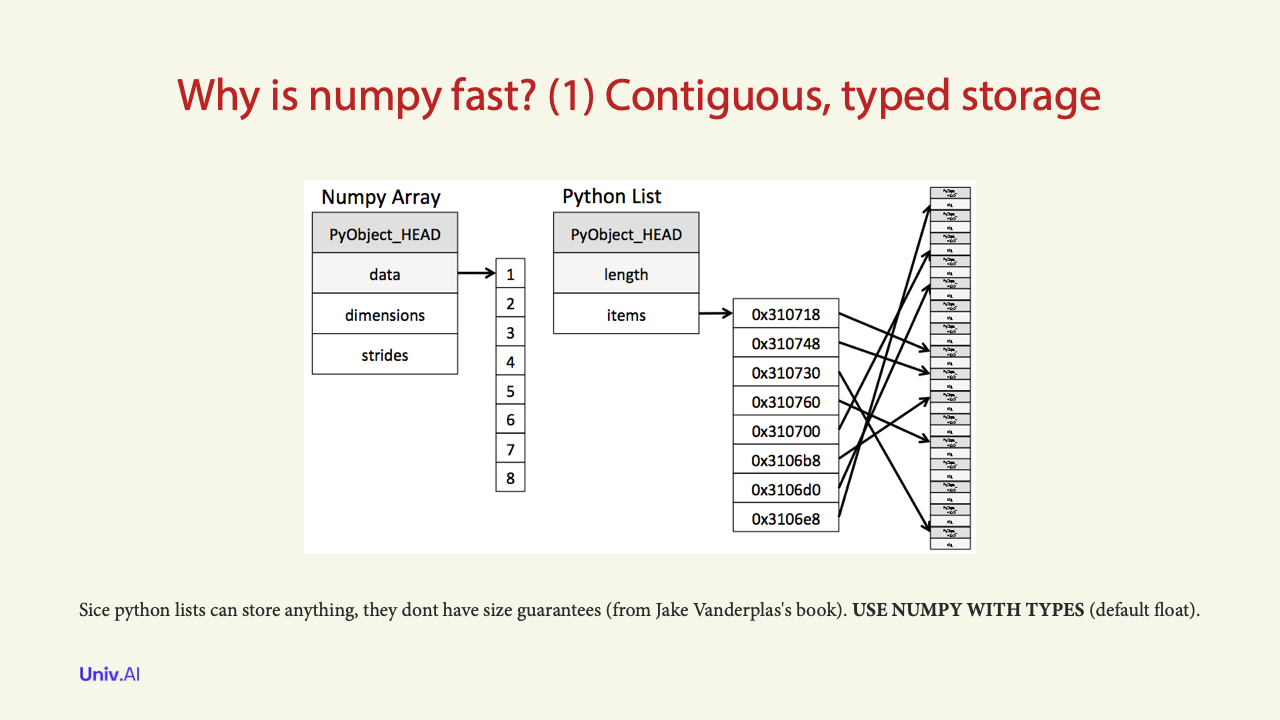 Why is numpy fast? (1) Contiguous, typed storage
Numpy Array
PyObject_HEAD
data
dimensions
strides
1
2
3
4
5
6
7
8
Python List
PyObject_HEAD
length
items
0x310718
0x310748
0x310730
0x310760
0x310700
0x3106b8
0x3106d0
0x3106e8
Sice python lists can store anything, they dont have size guarantees (from Jake Vanderplas's book). USE NUMPY WITH TYPES (default float).
Univ.AI